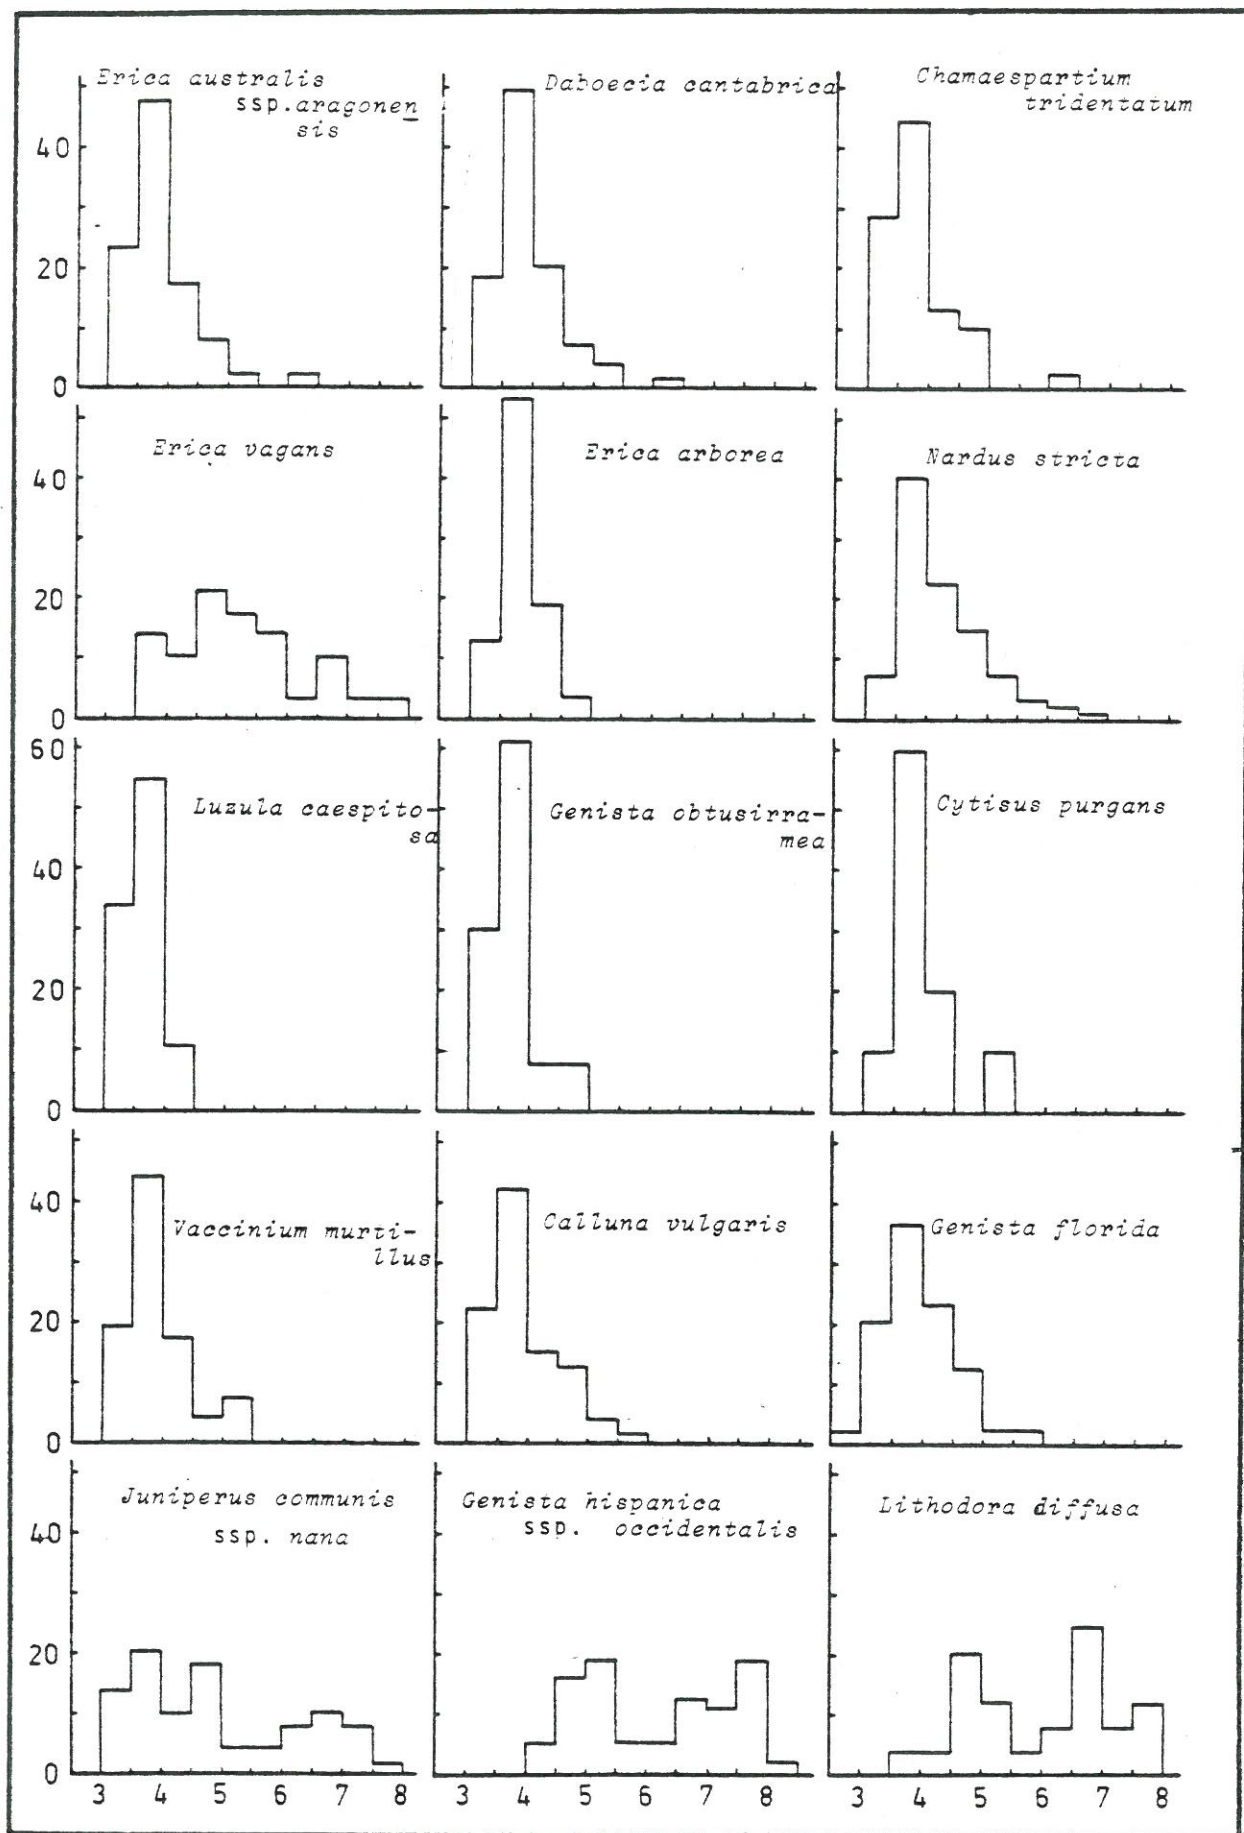 Erica australis
ssp.aragonen
sis
Daboecia cantabrica
Chamaespartium
tridentatum
40
20
0
Erica vagans
Erica arborea
Nardus stricta
40
20
0
Luzula caespito-
sa
Genista obtusirra-
mea
Cytisus purgans
60
40
20
0
Vaccinium murti-
llus
Calluna vulgaris
Genista florida
40
20
0
Juniperus communis
ssp. nana
Genista hispanica
ssp. occidentalis
Lithodora diffusa
40
20
0
3 4 5 6 7 8
3 4 5 6 7 8
3 4 5 6 7 8